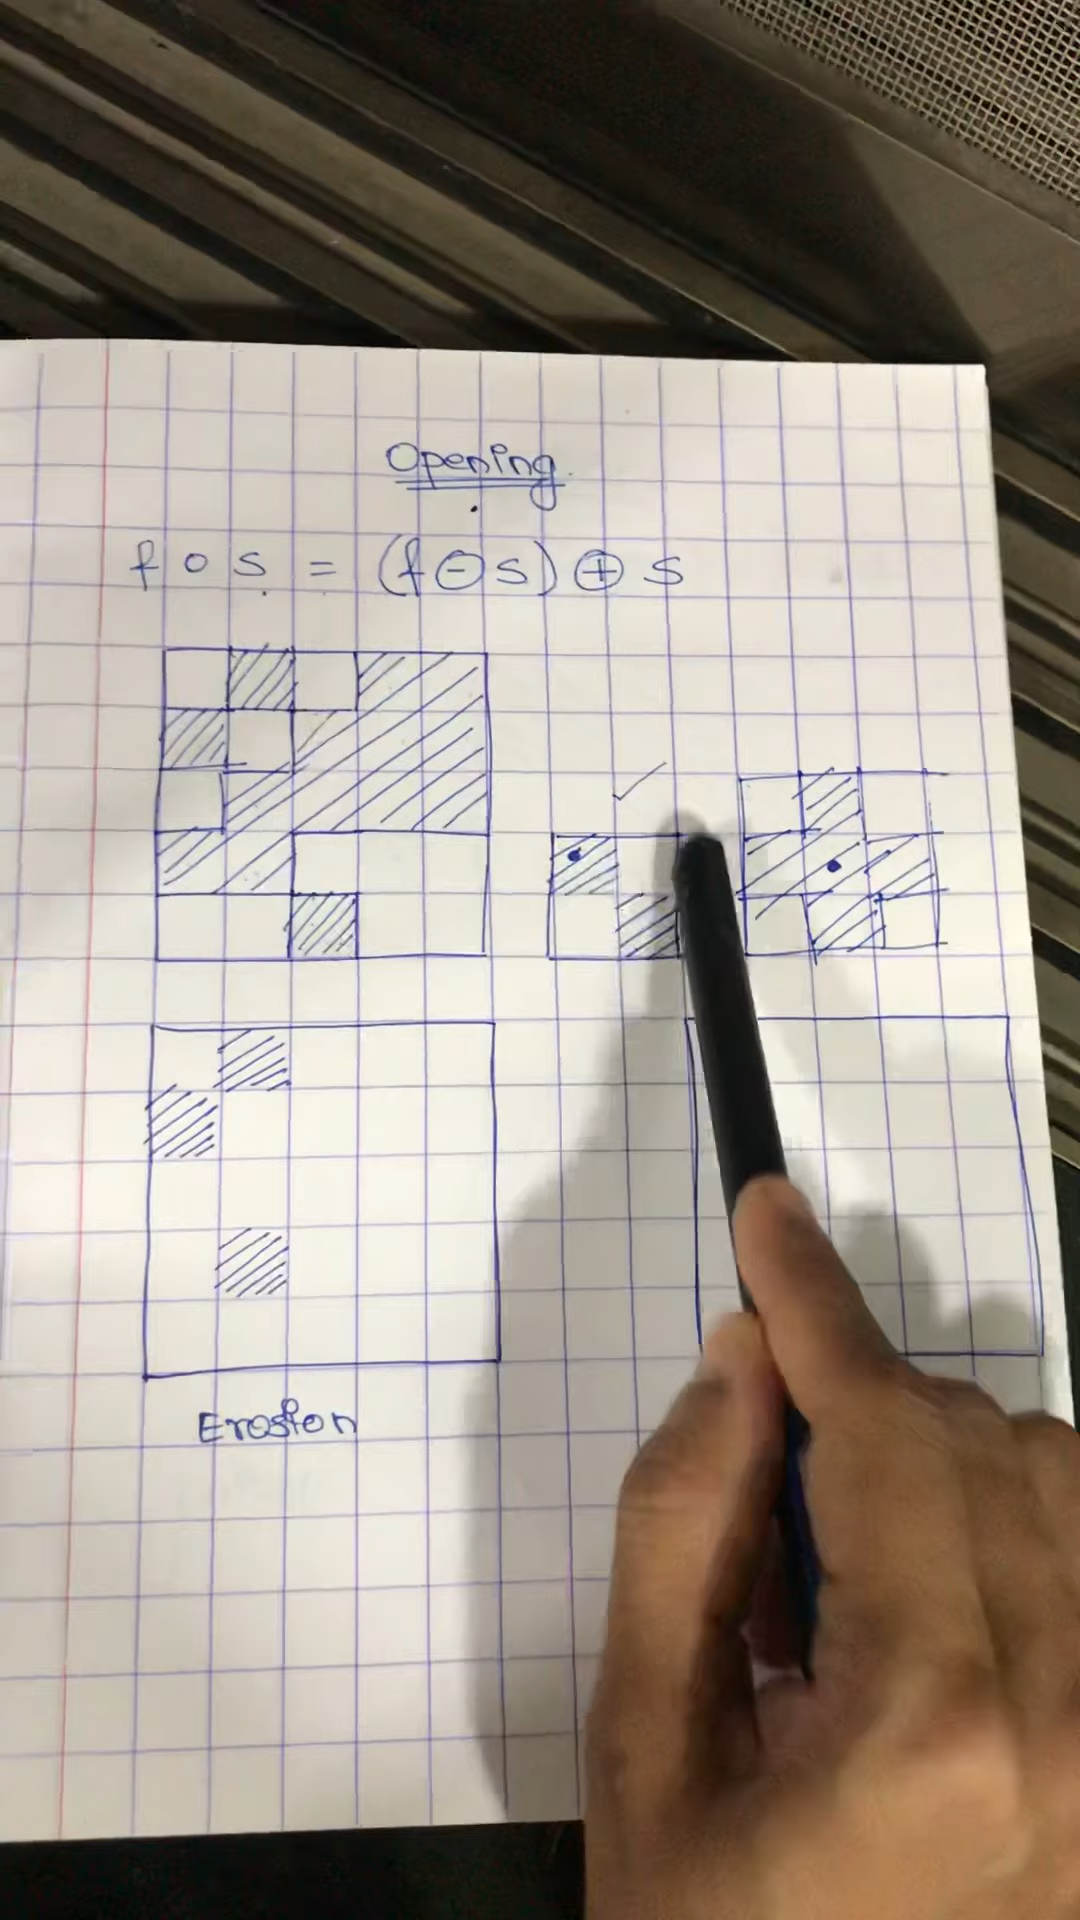 Opening
f o s = (f ⊖ s) ⊕ s
Erosion